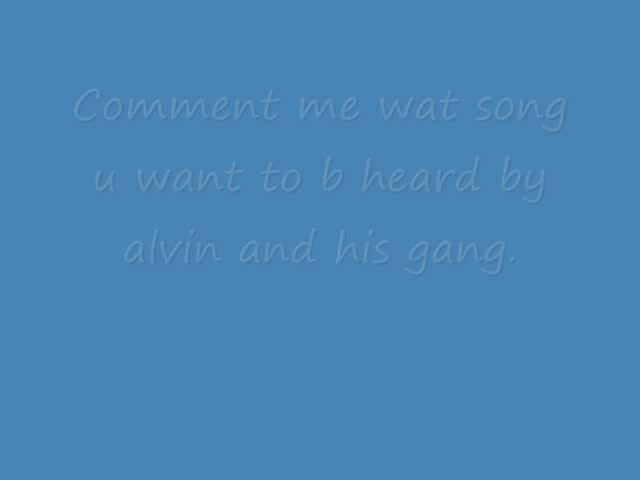 Comment me wat song
u want to b heard by
alvin and his gang.